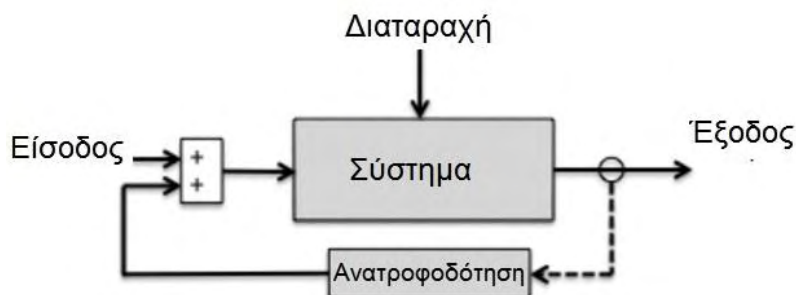 Διαταραχή
Είσοδος
+
+
Σύστημα
Έξοδος
Ανατροφοδότηση